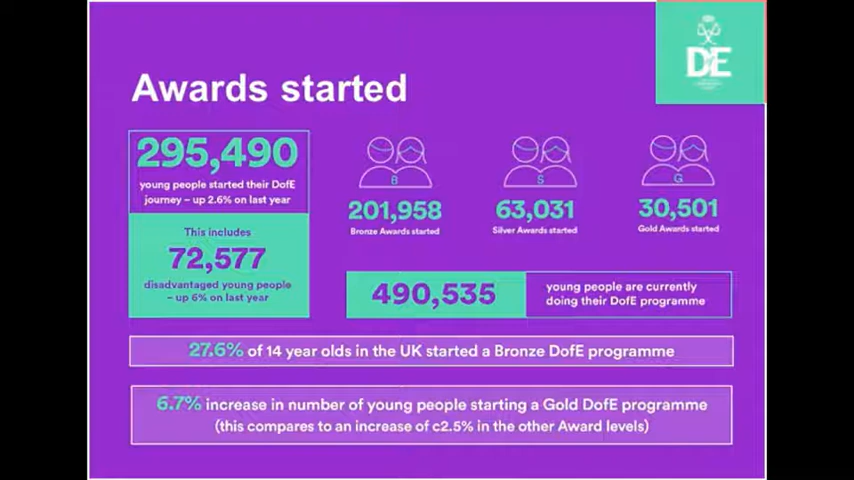 DE
Awards started
295,490
young people started their DofE
journey – up 2.6% on last year
This includes
72,577
disadvantaged young people
– up 6% on last year
B
201,958
Bronze Awards started
S
63,031
Silver Awards started
G
30,501
Gold Awards started
490,535
young people are currently
doing their DofE programme
27.6% of 14 year olds in the UK started a Bronze DofE programme
6.7% increase in number of young people starting a Gold DofE programme
(this compares to an increase of c2.5% in the other Award levels)